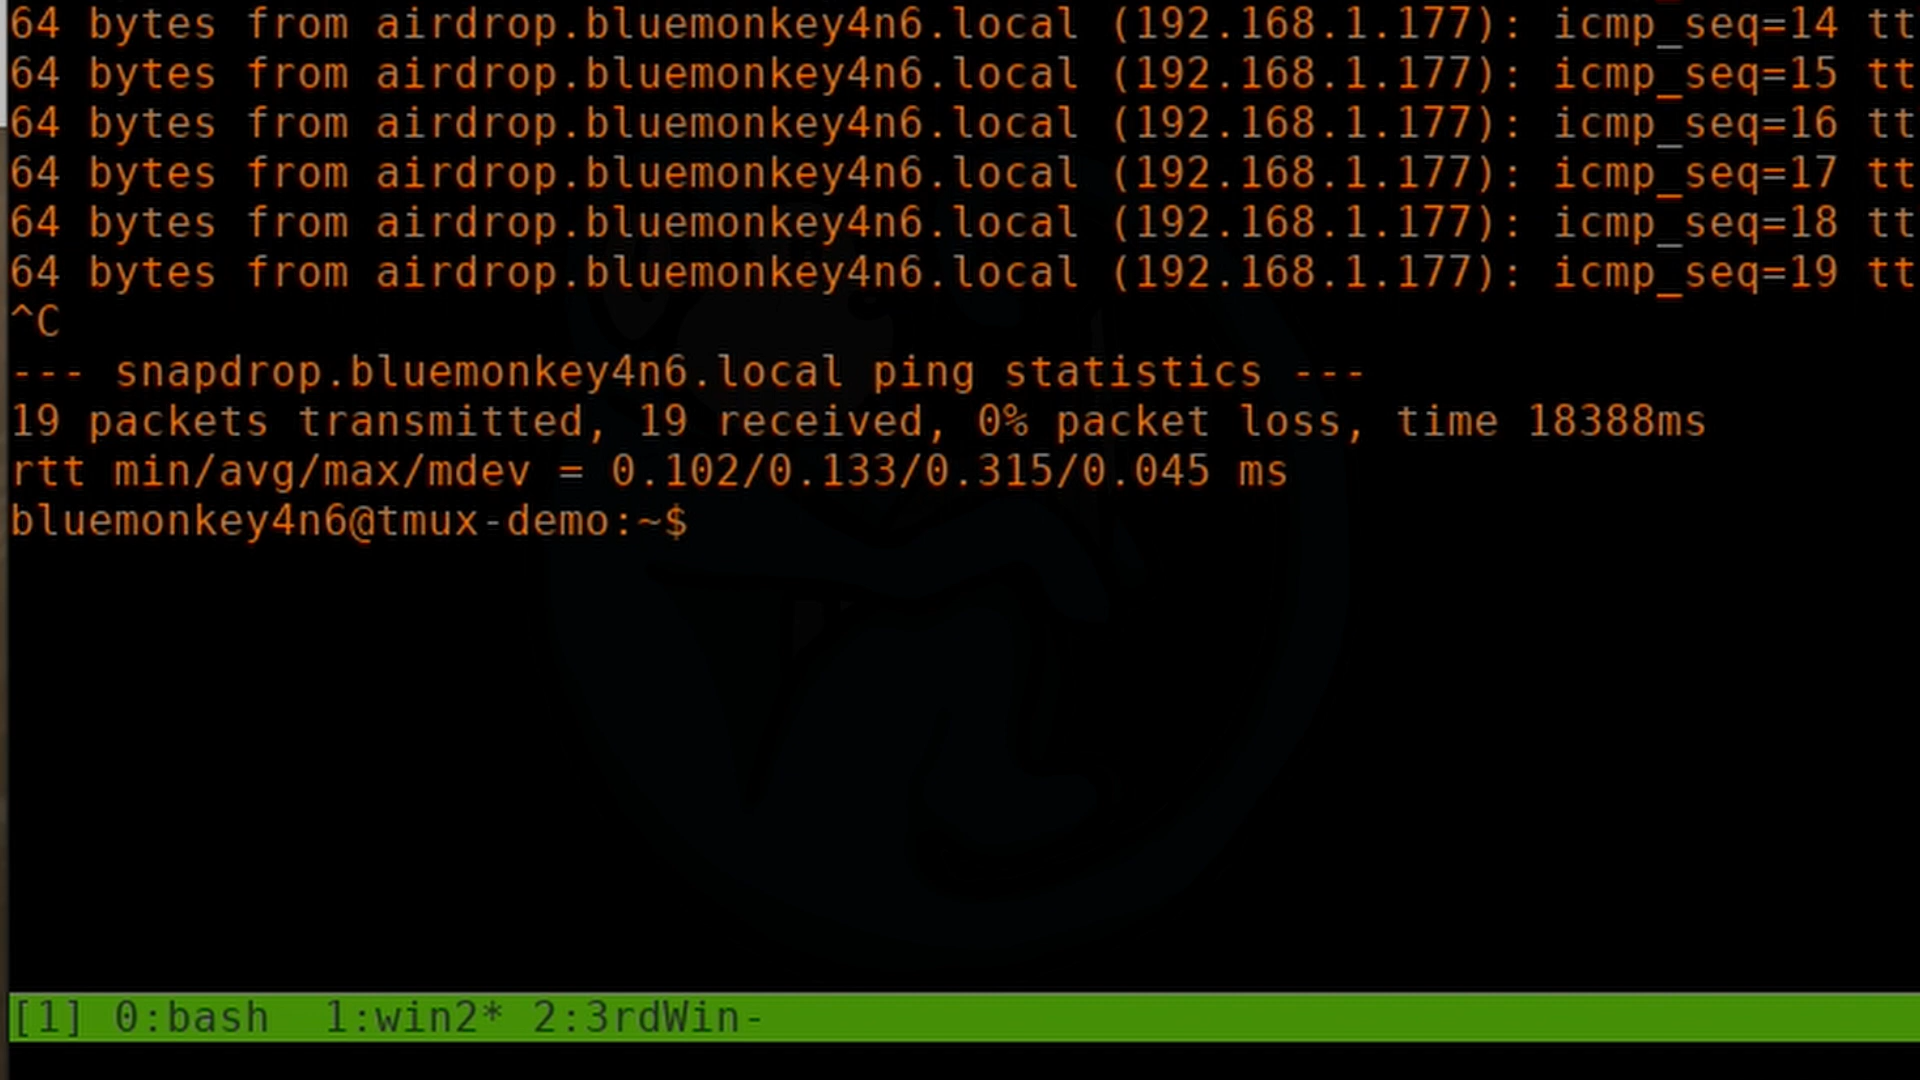 64 bytes from airdrop.bluemonkey4n6.local (192.168.1.177): icmp_seq=14 tt
64 bytes from airdrop.bluemonkey4n6.local (192.168.1.177): icmp_seq=15 tt
64 bytes from airdrop.bluemonkey4n6.local (192.168.1.177): icmp_seq=16 tt
64 bytes from airdrop.bluemonkey4n6.local (192.168.1.177): icmp_seq=17 tt
64 bytes from airdrop.bluemonkey4n6.local (192.168.1.177): icmp_seq=18 tt
64 bytes from airdrop.bluemonkey4n6.local (192.168.1.177): icmp_seq=19 tt
^C
--- snapdrop.bluemonkey4n6.local ping statistics ---
19 packets transmitted, 19 received, 0% packet loss, time 18388ms
rtt min/avg/max/mdev = 0.102/0.133/0.315/0.045 ms
bluemonkey4n6@tmux-demo:~$
[1] 0:bash  1:win2* 2:3rdWin-